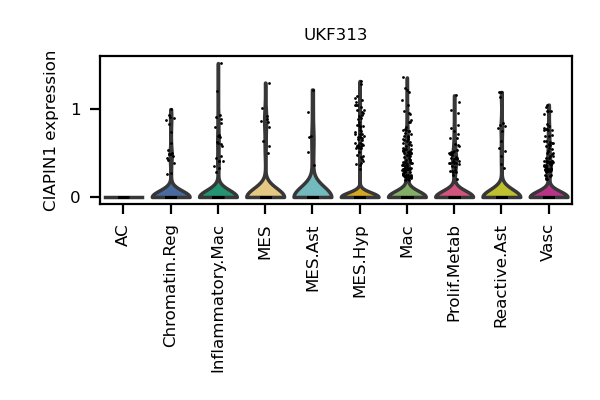 UKF313
CIAPIN1 expression
1
0
AC
Chromatin.Reg
Inflammatory.Mac
MES
MES.Ast
MES.Hyp
Mac
Prolif.Metab
Reactive.Ast
Vasc